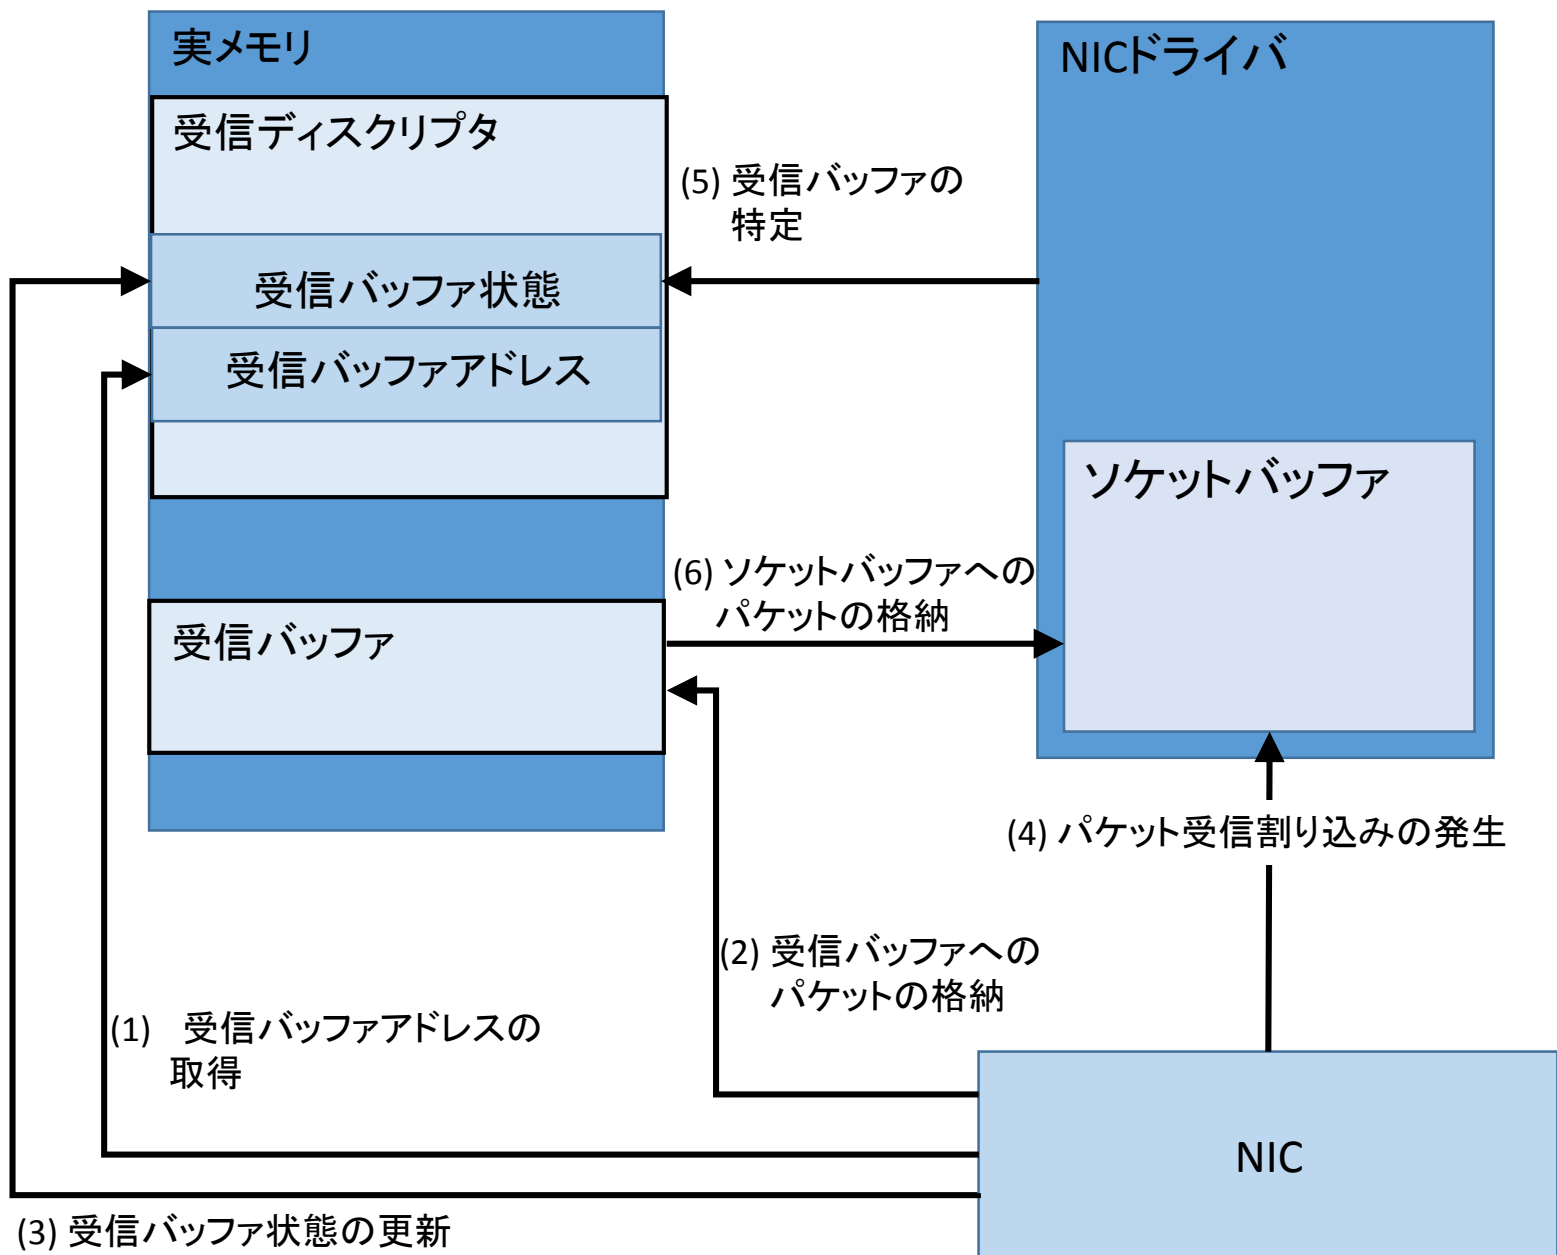 実メモリ
NICドライバ
受信ディスクリプタ
(5) 受信バッファの
特定
受信バッファ状態
受信バッファアドレス
ソケットバッファ
(6) ソケットバッファへの
パケットの格納
受信バッファ
(4) パケット受信割り込みの発生
(2) 受信バッファへの
パケットの格納
(1) 受信バッファアドレスの
取得
NIC
(3) 受信バッファ状態の更新